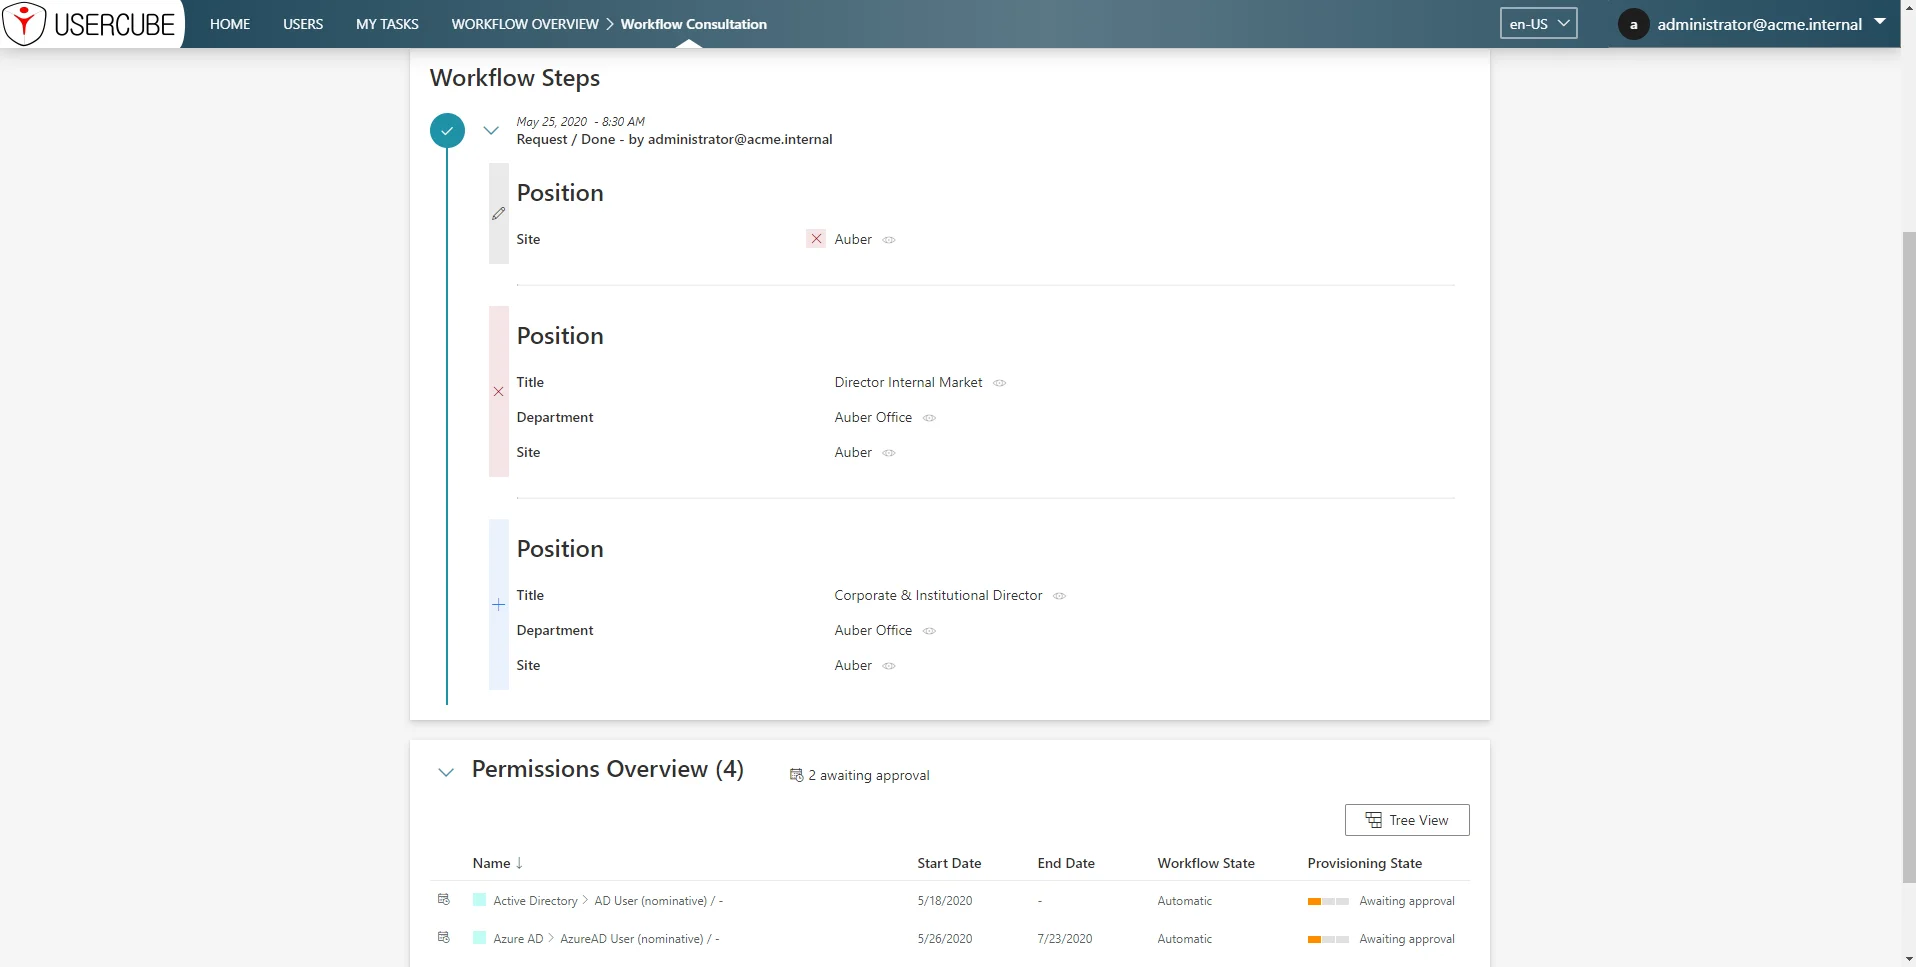 USERCUBE HOME USERS MY TASKS WORKFLOW OVERVIEW > Workflow Consultation en-US a administrator@acme.internal
Workflow Steps
May 25, 2020 - 8:30 AM
Request / Done - by administrator@acme.internal
Position
Site Auber
Position
Title Director Internal Market
Department Auber Office
Site Auber
Position
Title Corporate & Institutional Director
Department Auber Office
Site Auber
Permissions Overview (4) 2 awaiting approval
Tree View
Name ↓ Start Date End Date Workflow State Provisioning State
Active Directory > AD User (nominative) / - 5/18/2020 - Automatic Awaiting approval
Azure AD > AzureAD User (nominative) / - 5/26/2020 7/23/2020 Automatic Awaiting approval